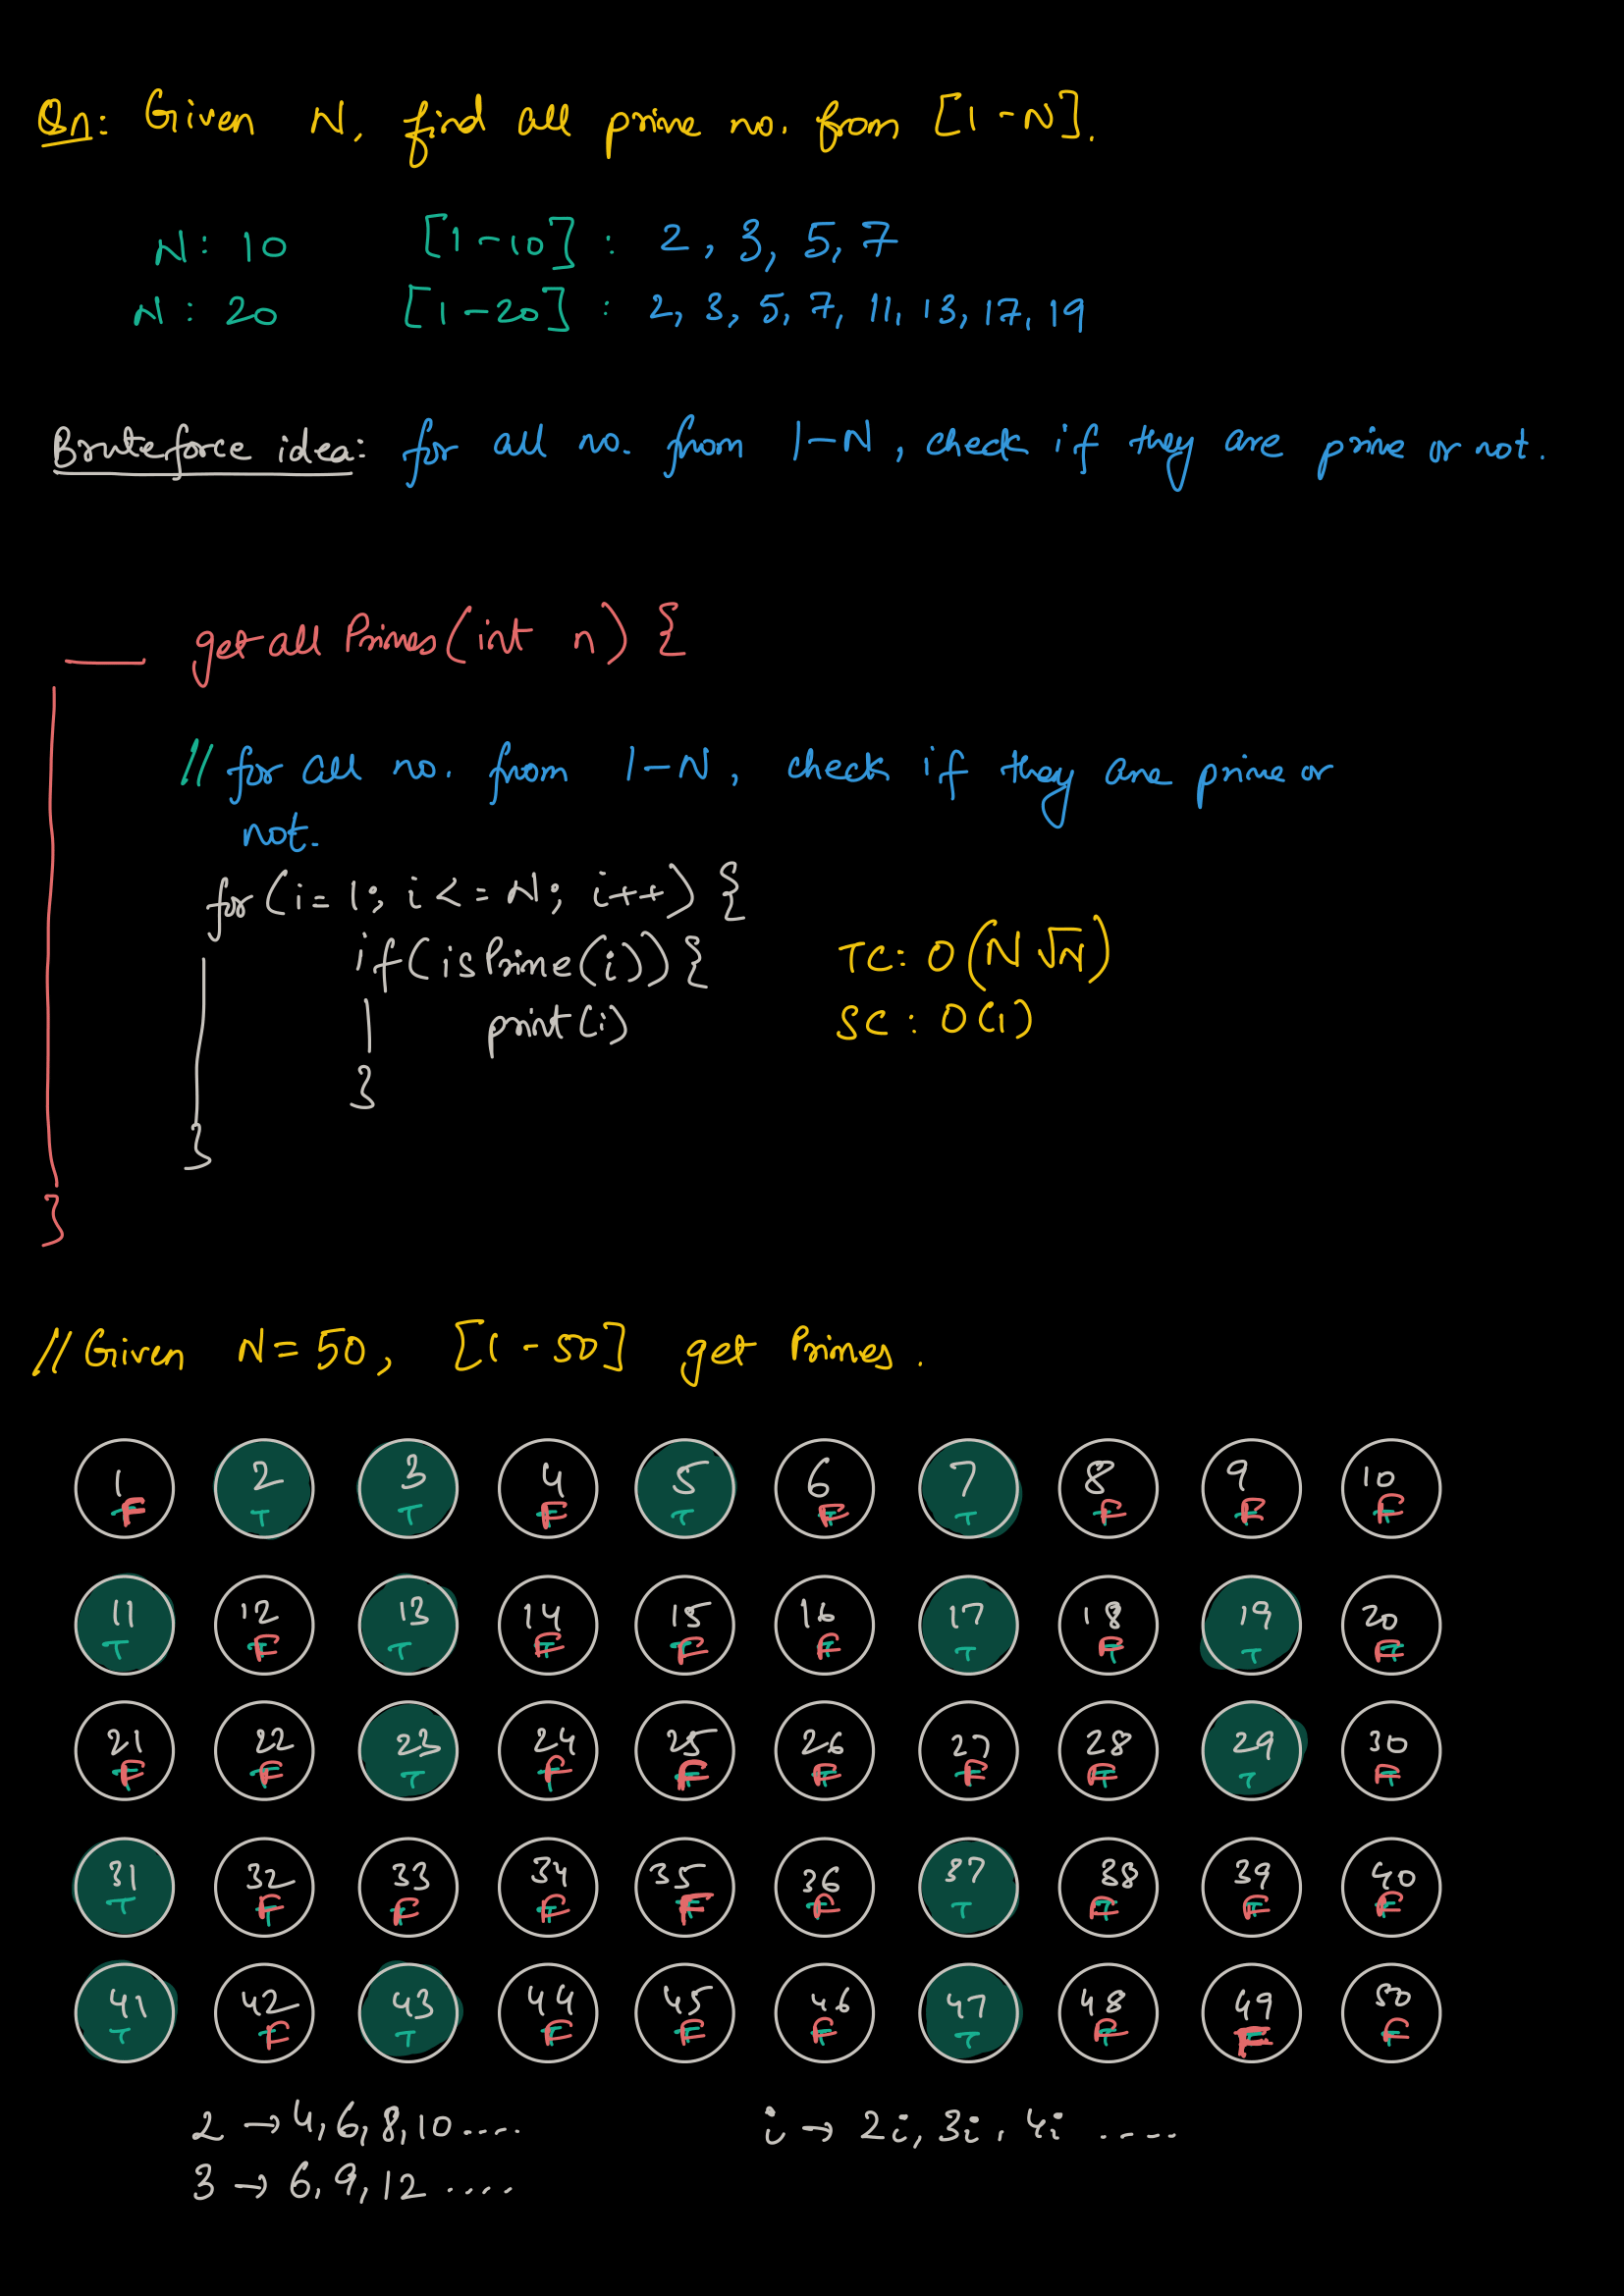 Qn: Given N, find all prime no. from [1-N].
N: 10 [1-10] : 2, 3, 5, 7
N: 20 [1-20] : 2, 3, 5, 7, 11, 13, 17, 19
Bruteforce idea: for all no. from 1-N, check if they are prime or not.
get all Primes(int n) {
// for all no. from 1-N, check if they are prime or
not.
for(i=1; i<=N; i++) {
if(isPrime(i)){ TC: O(N√N)
print(i) SC: O(1)
}
}
}
// Given N=50, [1-50] get Primes.
1 2 3 4 5 6 7 8 9 10
F T T F T F T F F F
11 12 13 14 15 16 17 18 19 20
T F T F F F T F T F
21 22 23 24 25 26 27 28 29 30
F F T F F F F F T F
31 32 33 34 35 36 37 38 39 40
T F F F F F T F F F
41 42 43 44 45 46 47 48 49 50
T F T F F F T F F F
2 → 4, 6, 8, 10.... i → 2i, 3i, 4i .....
3 → 6, 9, 12 ....